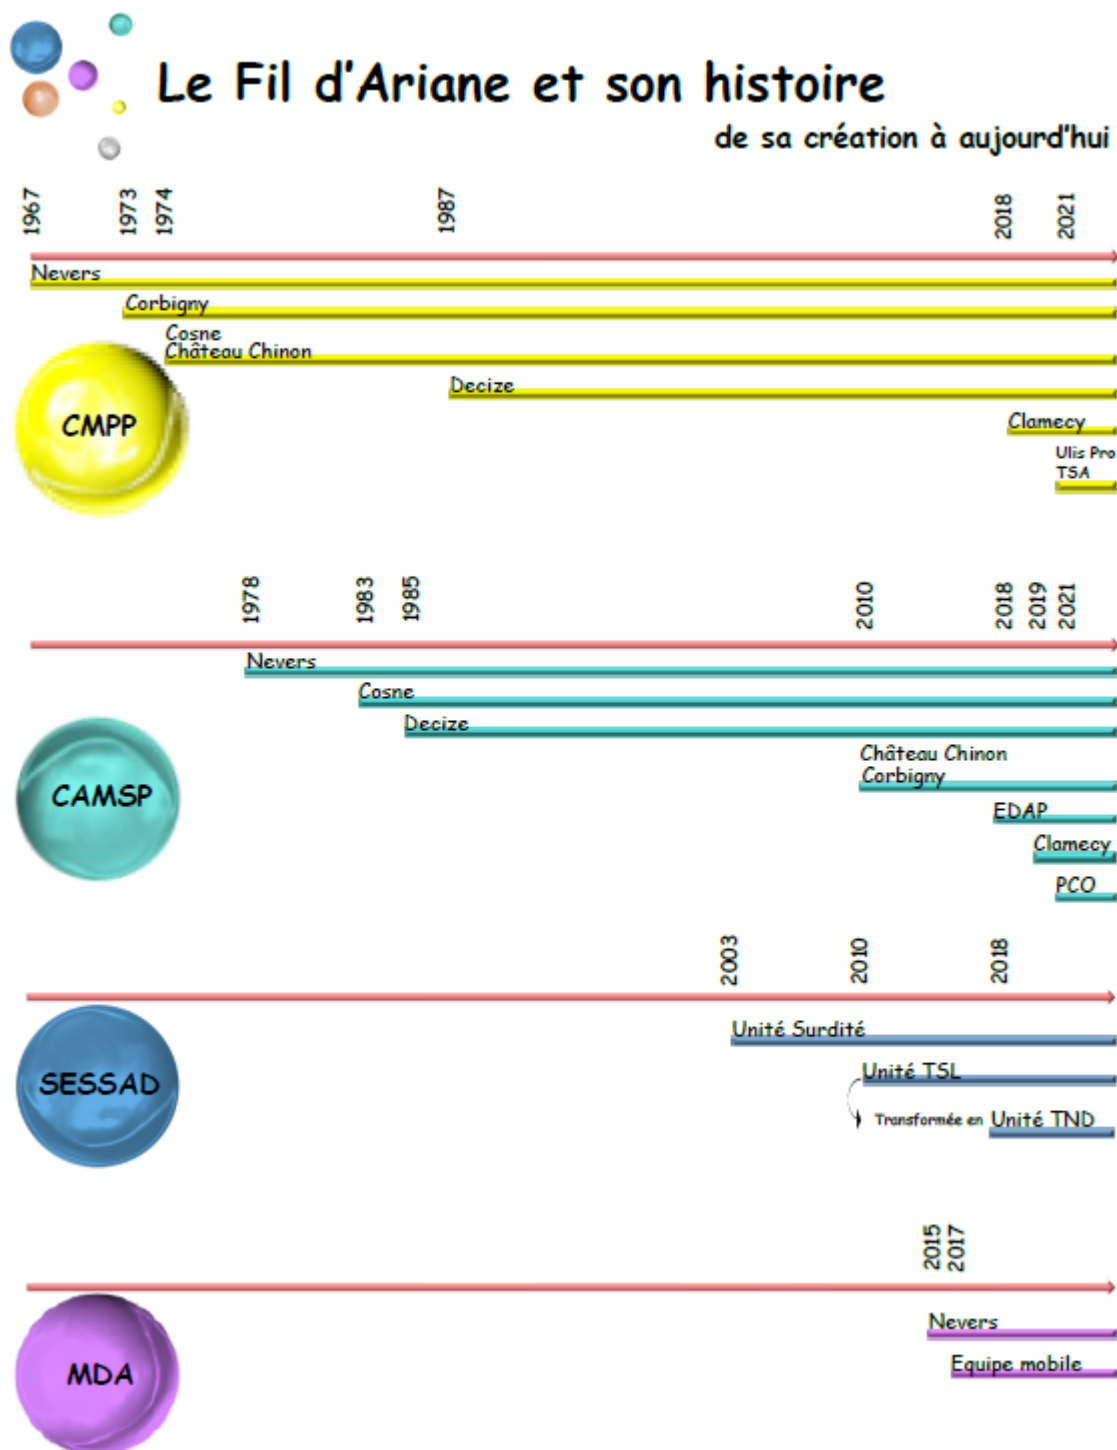 Le Fil d'Ariane et son histoire
de sa création à aujourd'hui
1967
1973
1974
1987
2018
2021
Nevers
Corbigny
Cosne
Château Chinon
Decize
CMPP
Clamecy
Ulis Pro
TSA
1978
1983
1985
2010
2018
2019
2021
Nevers
Cosne
Decize
Château Chinon
Corbigny
CAMSP
EDAP
Clamecy
PCO
2003
2010
2018
Unité Surdité
Unité TSL
SESSAD
Transformée en Unité TND
2015
2017
Nevers
Equipe mobile
MDA